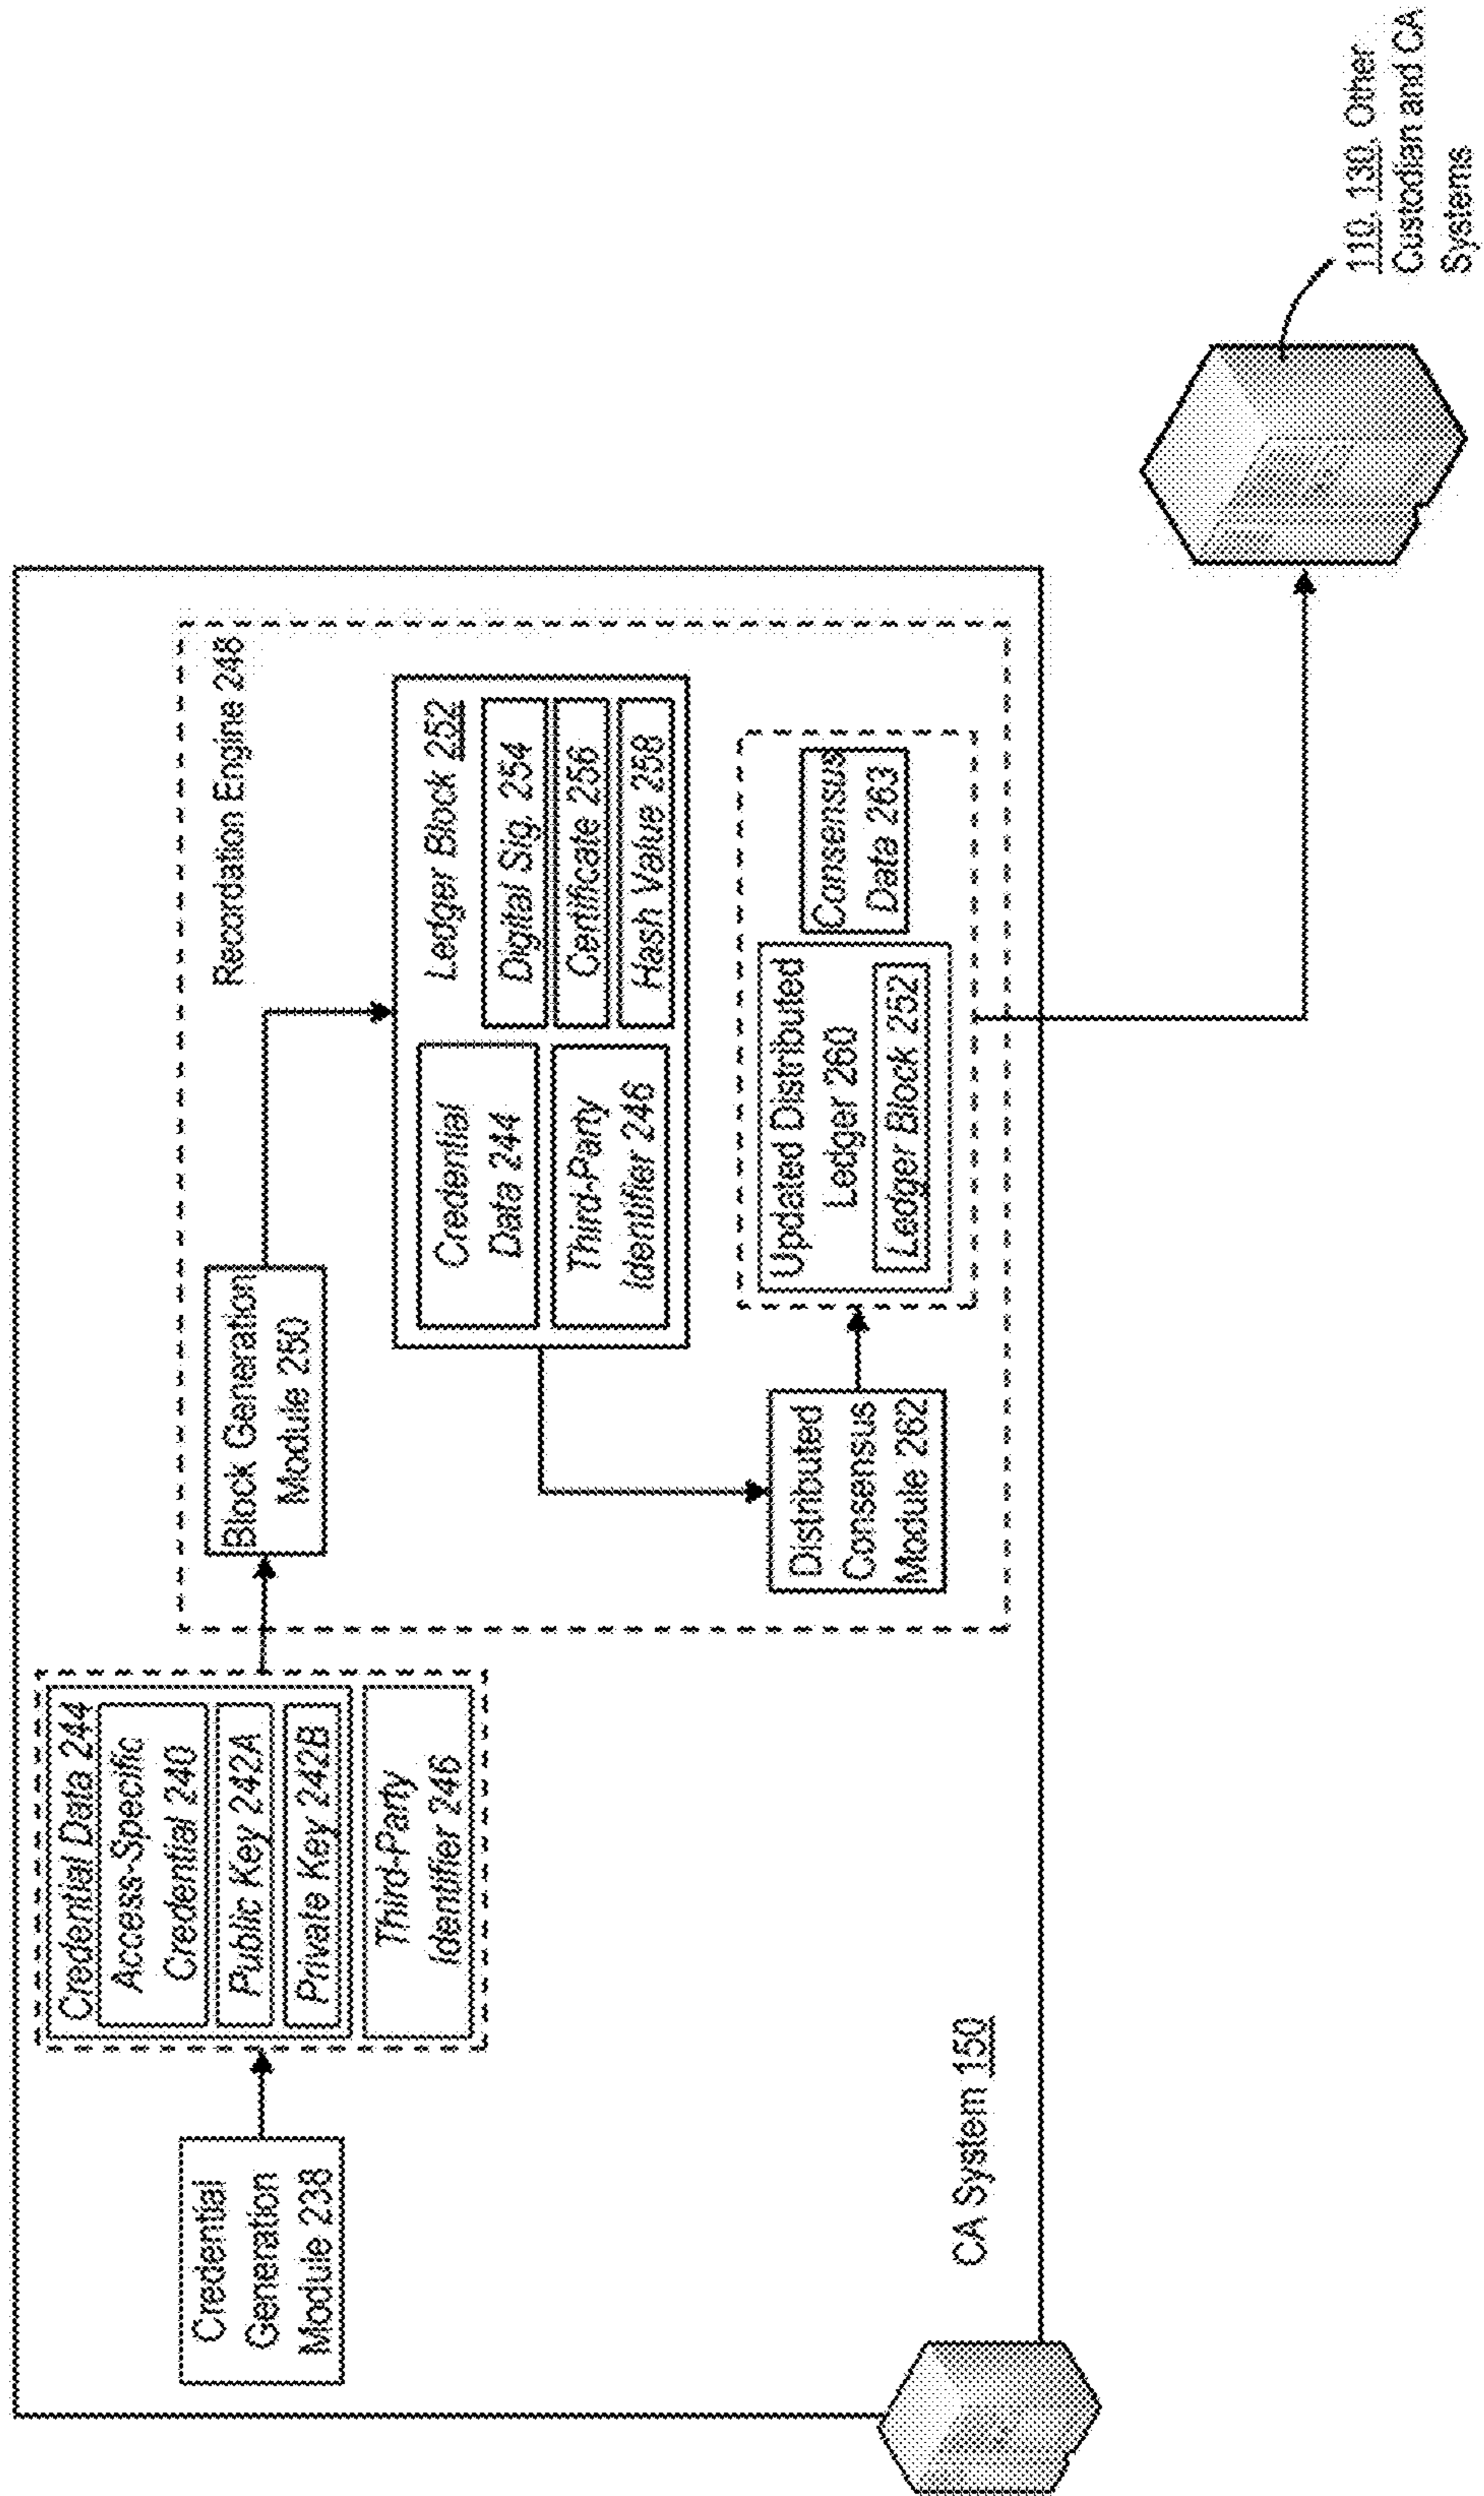 Credential
Generation
Module 238
Credential Data 244
Access-Specific
Credential 240
Public Key 242A
Private Key 242B
Third-Party
Identifier 246
Recordation Engine 248
Block Generation
Module 250
Ledger Block 252
Credential
Data 244
Third-Party
Identifier 246
Digital Sig. 254
Certificate 256
Hash Value 258
Distributed
Consensus
Module 262
Updated Distributed
Ledger 260
Ledger Block 252
Consensus
Data 263
CA System 150
110, 130, Other
Custodian and CA
Systems